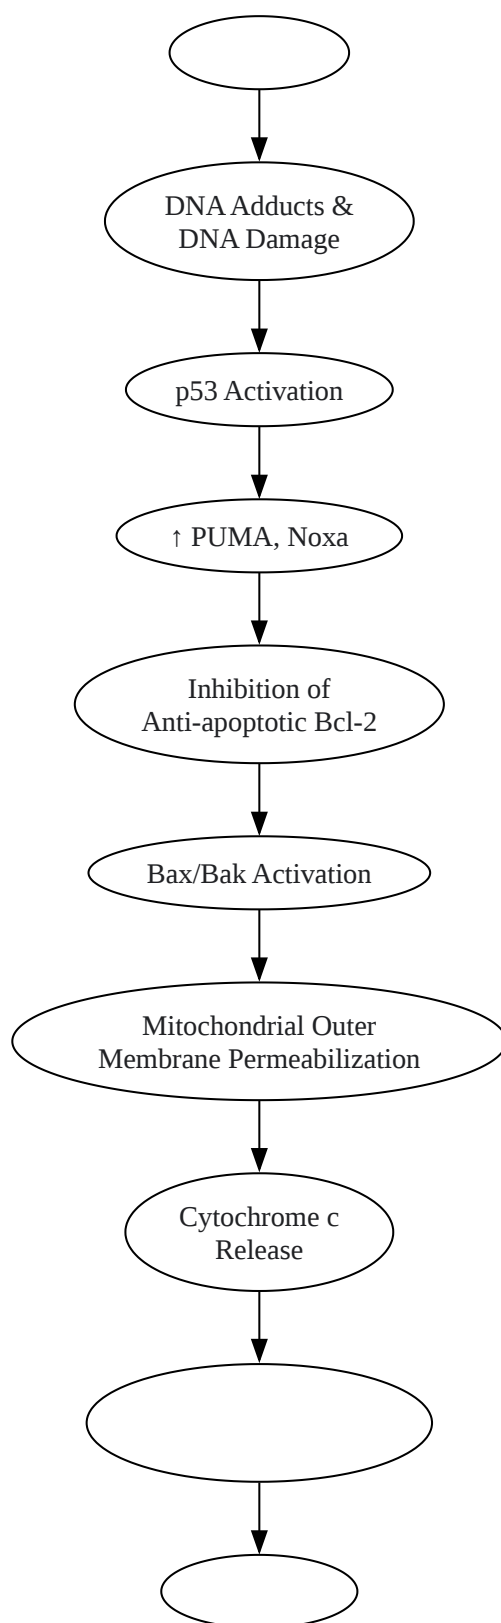 DNA Adducts &
DNA Damage
p53 Activation
↑ PUMA, Noxa
Inhibition of
Anti-apoptotic Bcl-2
Bax/Bak Activation
Mitochondrial Outer
Membrane Permeabilization
Cytochrome c
Release